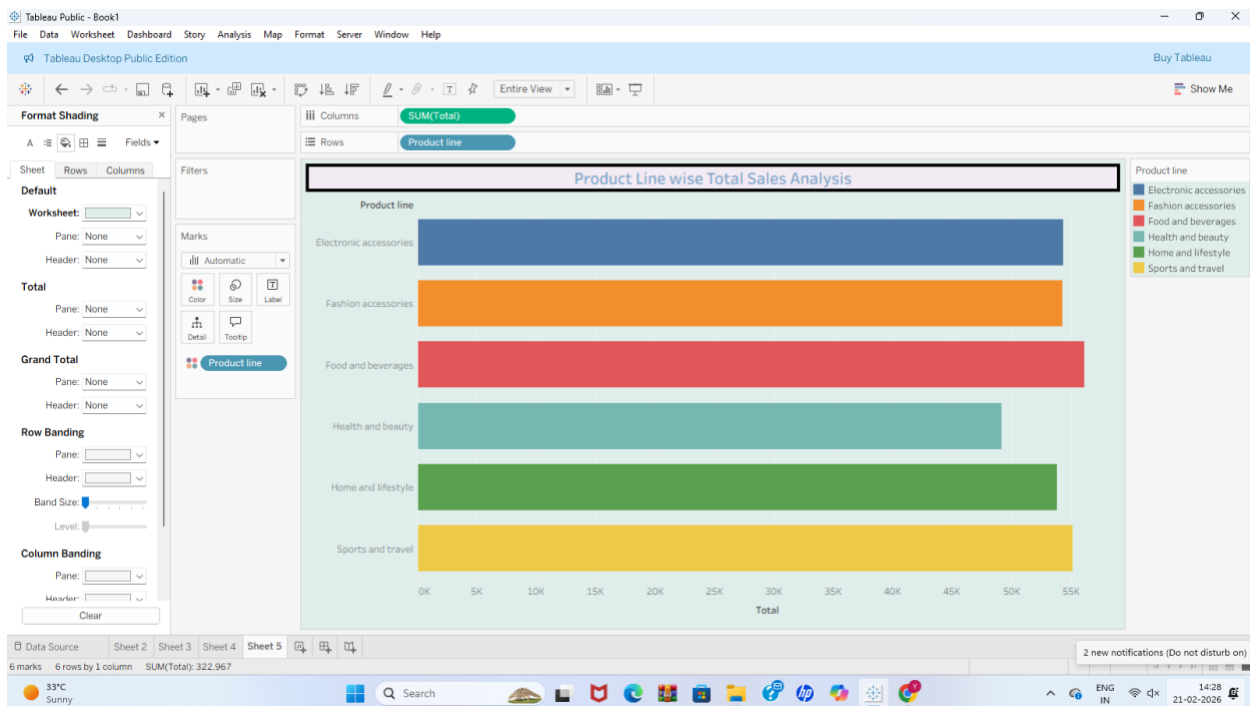 Tableau Public - Book1
File Data Worksheet Dashboard Story Analysis Map Format Server Window Help
Tableau Desktop Public Edition
Buy Tableau
Entire View
Show Me
Format Shading
Fields
Sheet Rows Columns
Default
Worksheet:
Pane: None
Header: None
Total
Pane: None
Header: None
Grand Total
Pane: None
Header: None
Row Banding
Pane:
Header:
Band Size:
Level:
Column Banding
Pane:
Header:
Clear
Pages
Filters
Marks
Automatic
Color Size Label
Detail Tooltip
Product line
Columns SUM(Total)
Rows Product line
Product Line wise Total Sales Analysis
Product line
Electronic accessories
Fashion accessories
Food and beverages
Health and beauty
Home and lifestyle
Sports and travel
0K 5K 10K 15K 20K 25K 30K 35K 40K 45K 50K 55K
Total
Product line
Electronic accessories
Fashion accessories
Food and beverages
Health and beauty
Home and lifestyle
Sports and travel
Data Source Sheet 2 Sheet 3 Sheet 4 Sheet 5
2 new notifications (Do not disturb on)
6 marks 6 rows by 1 column SUM(Total): 322,967
33°C
Sunny
Search
ENG
IN
14:28
21-02-2026